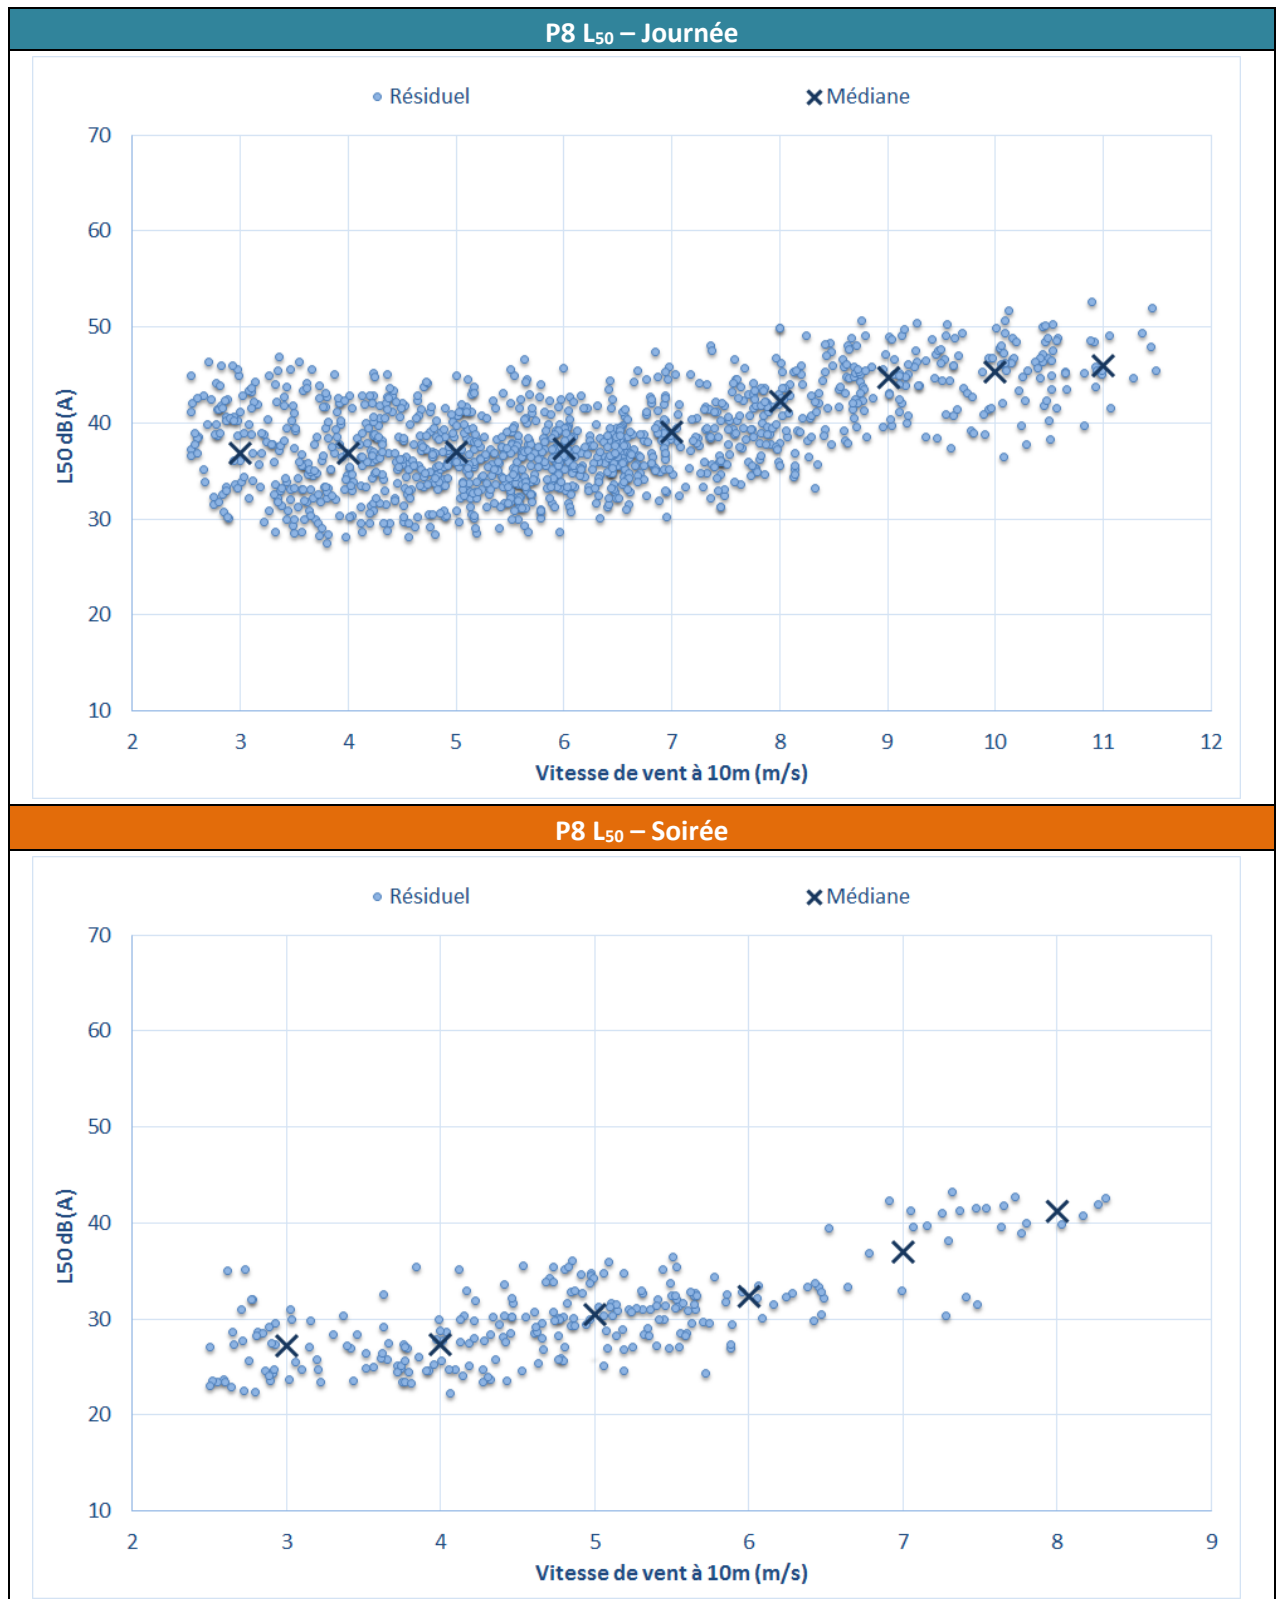 P8 L50 – Journée
Résiduel Médiane
70
60
50
40
30
20
10
L50 dB(A)
2 3 4 5 6 7 8 9 10 11 12
Vitesse de vent à 10m (m/s)
P8 L50 – Soirée
Résiduel Médiane
70
60
50
40
30
20
10
L50 dB(A)
2 3 4 5 6 7 8 9
Vitesse de vent à 10m (m/s)